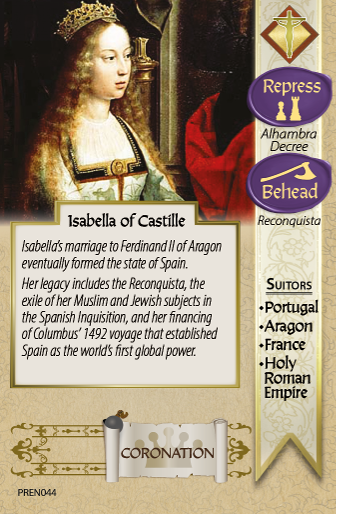 Repress
Alhambra
Decree
Behead
Reconquista
Isabella of Castille
Isabella's marriage to Ferdinand II of Aragon
eventually formed the state of Spain.
Her legacy includes the Reconquista, the
exile of her Muslim and Jewish subjects in
the Spanish Inquisition, and her financing
of Columbus' 1492 voyage that established
Spain as the world's first global power.
Suitors
•Portugal
•Aragon
•France
•Holy
Roman
Empire
CORONATION
PREN044